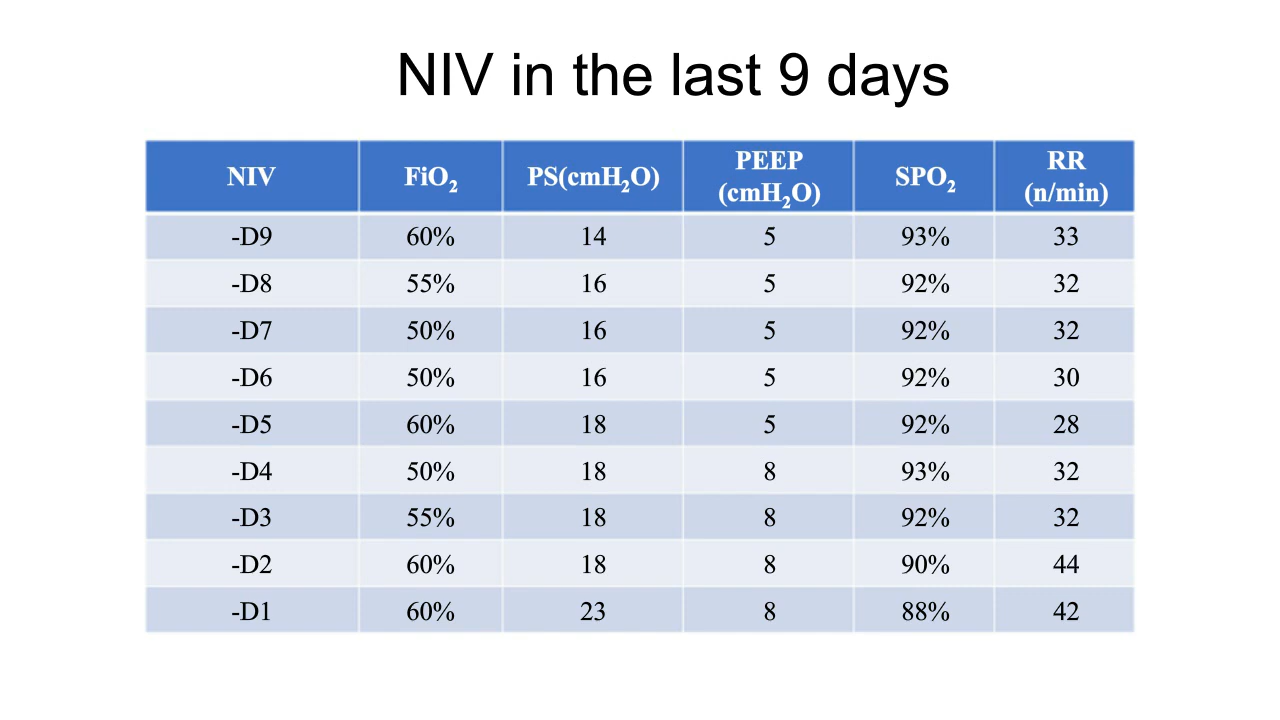 NIV in the last 9 days
NIV FiO₂ PS(cmH₂O) PEEP (cmH₂O) SPO₂ RR (n/min)
-D9 60% 14 5 93% 33
-D8 55% 16 5 92% 32
-D7 50% 16 5 92% 32
-D6 50% 16 5 92% 30
-D5 60% 18 5 92% 28
-D4 50% 18 8 93% 32
-D3 55% 18 8 92% 32
-D2 60% 18 8 90% 44
-D1 60% 23 8 88% 42